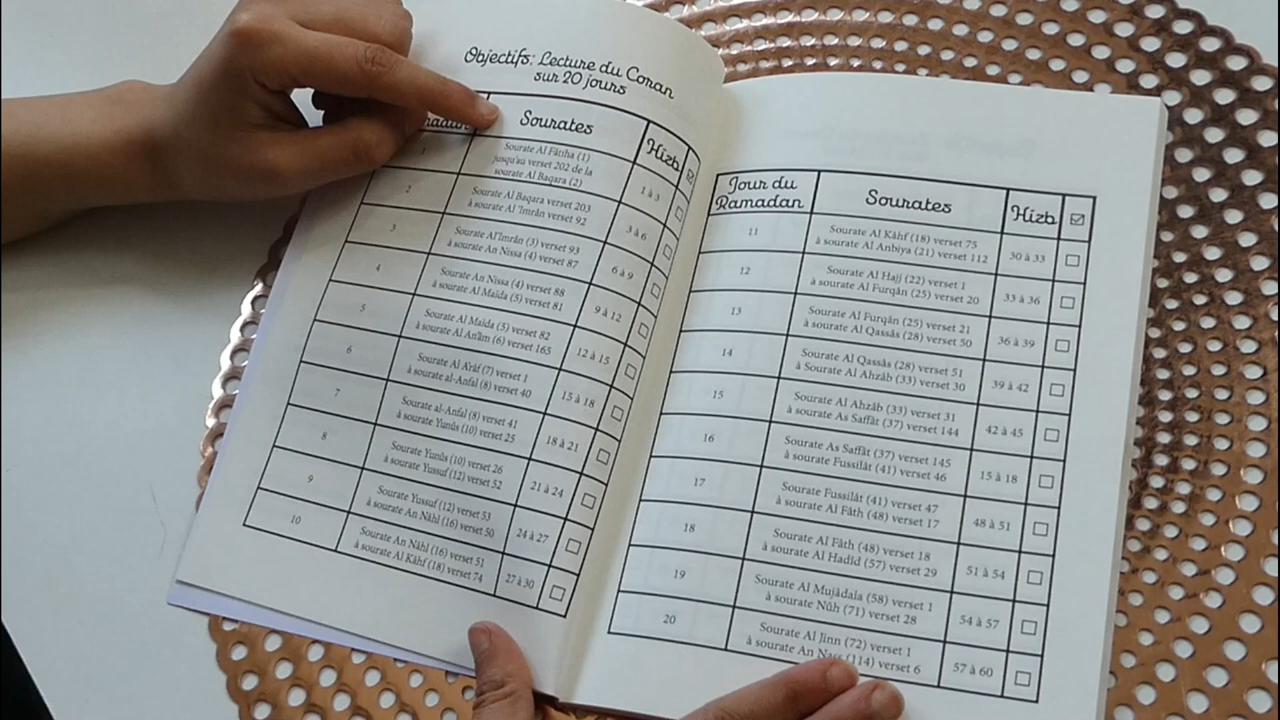 Objectifs: Lecture du Coran
sur 20 jours
Sourates
Hizb
1
Sourate Al Fâtiha (1)
jusqu'au verset 202 de la
sourate Al Baqara (2)
1 à 3
2
Sourate Al Baqara verset 203
à sourate Al 'Imrân verset 92
3 à 6
3
Sourate Al'Imrân (3) verset 93
à sourate An Nissa (4) verset 87
6 à 9
4
Sourate An Nissa (4) verset 88
à sourate Al Maïda (5) verset 81
9 à 12
5
Sourate Al Maïda (5) verset 82
à sourate Al An'âm (6) verset 165
12 à 15
6
Sourate Al A'râf (7) verset 1
à sourate al-Anfal (8) verset 40
15 à 18
7
Sourate al-Anfal (8) verset 41
à sourate Yunûs (10) verset 25
18 à 21
8
Sourate Yunûs (10) verset 26
à sourate Yussuf (12) verset 52
21 à 24
9
Sourate Yussuf (12) verset 53
à sourate An Nâhl (16) verset 50
24 à 27
10
Sourate An Nâhl (16) verset 51
à sourate Al Kâhf (18) verset 74
27 à 30
Jour du
Ramadan
Sourates
Hizb
11
Sourate Al Kâhf (18) verset 75
à sourate Al Anbiya (21) verset 112
30 à 33
12
Sourate Al Hajj (22) verset 1
à sourate Al Furqân (25) verset 20
33 à 36
13
Sourate Al Furqân (25) verset 21
à sourate Al Qassâs (28) verset 50
36 à 39
14
Sourate Al Qassâs (28) verset 51
à Sourate Al Ahzâb (33) verset 30
39 à 42
15
Sourate Al Ahzâb (33) verset 31
à sourate As Saffât (37) verset 144
42 à 45
16
Sourate As Saffât (37) verset 145
à sourate Fussilât (41) verset 46
15 à 18
17
Sourate Fussilât (41) verset 47
à sourate Al Fâth (48) verset 17
48 à 51
18
Sourate Al Fâth (48) verset 18
à sourate Al Hadîd (57) verset 29
51 à 54
19
Sourate Al Mujâdala (58) verset 1
à sourate Nûh (71) verset 28
54 à 57
20
Sourate Al Jinn (72) verset 1
à sourate An Nass (114) verset 6
57 à 60